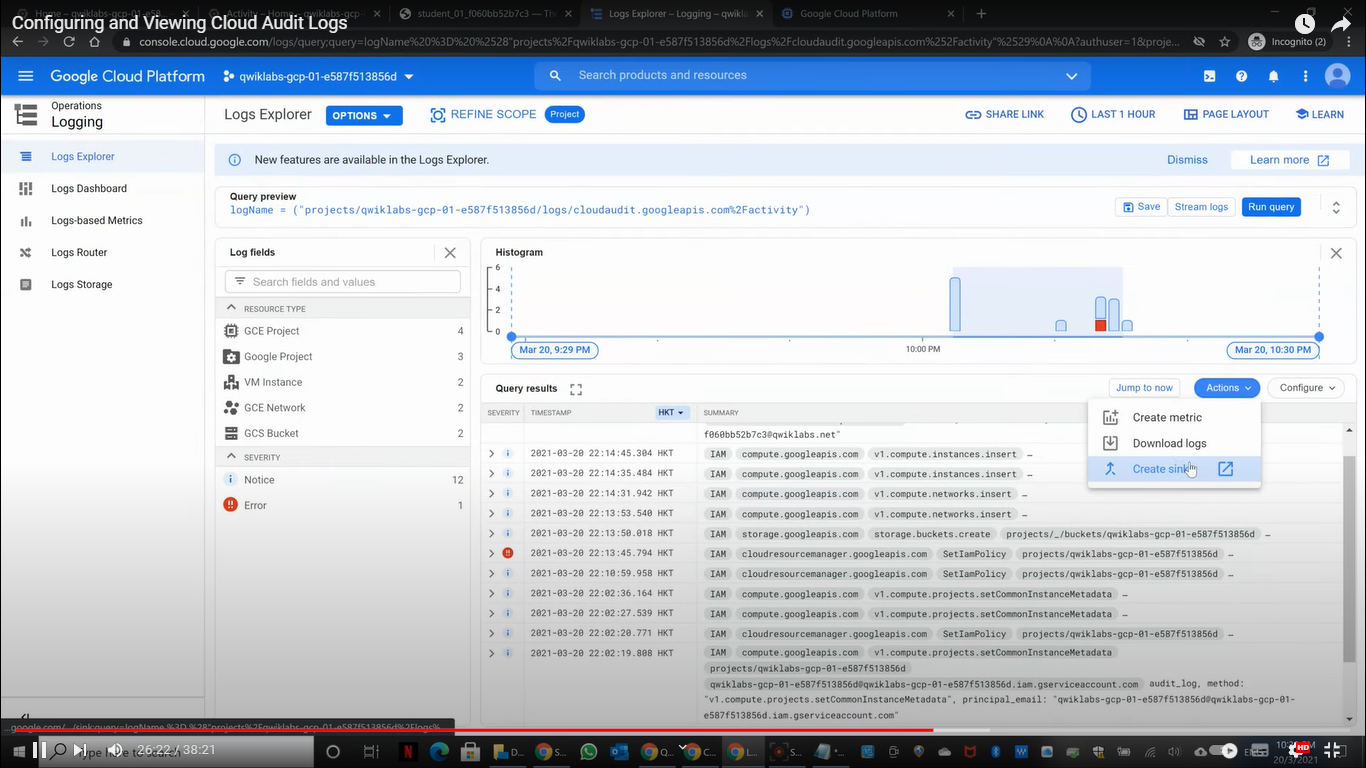 Configuring and Viewing Cloud Audit Logs
student_01_f060bb52b7c3
Logs Explorer – Logging – qwikla
Google Cloud Platform
console.cloud.google.com/logs/query;query=logName%20%3D%20%2528"projects%2Fqwiklabs-gcp-01-e587f513856d%2Flogs%2Fcloudaudit.googleapis.com%252Factivity"%2529%0A%0A?authuser=1&proje...
Incognito (2)
Google Cloud Platform
qwiklabs-gcp-01-e587f513856d
Search products and resources
Operations
Logging
Logs Explorer
OPTIONS
REFINE SCOPE
Project
SHARE LINK
LAST 1 HOUR
PAGE LAYOUT
LEARN
Logs Explorer
Logs Dashboard
Logs-based Metrics
Logs Router
Logs Storage
New features are available in the Logs Explorer.
Dismiss
Learn more
Query preview
logName = ("projects/qwiklabs-gcp-01-e587f513856d/logs/cloudaudit.googleapis.com%2Factivity")
Save
Stream logs
Run query
Log fields
Search fields and values
RESOURCE TYPE
GCE Project 4
Google Project 3
VM Instance 2
GCE Network 2
GCS Bucket 2
SEVERITY
Notice 12
Error 1
Histogram
6
4
2
0
Mar 20, 9:29 PM
10:00 PM
Mar 20, 10:30 PM
Query results
Jump to now
Actions
Configure
Create metric
Download logs
Create sink
SEVERITY TIMESTAMP HKT SUMMARY
f060bb52b7c3@qwiklabs.net"
2021-03-20 22:14:45.304 HKT IAM compute.googleapis.com v1.compute.instances.insert …
2021-03-20 22:14:35.484 HKT IAM compute.googleapis.com v1.compute.instances.insert …
2021-03-20 22:14:31.942 HKT IAM compute.googleapis.com v1.compute.networks.insert …
2021-03-20 22:13:53.540 HKT IAM compute.googleapis.com v1.compute.networks.insert …
2021-03-20 22:13:50.018 HKT IAM storage.googleapis.com storage.buckets.create projects/_/buckets/qwiklabs-gcp-01-e587f513856d …
2021-03-20 22:13:45.794 HKT IAM cloudresourcemanager.googleapis.com SetIamPolicy projects/qwiklabs-gcp-01-e587f513856d …
2021-03-20 22:10:59.958 HKT IAM cloudresourcemanager.googleapis.com SetIamPolicy projects/qwiklabs-gcp-01-e587f513856d …
2021-03-20 22:02:36.164 HKT IAM compute.googleapis.com v1.compute.projects.setCommonInstanceMetadata …
2021-03-20 22:02:27.539 HKT IAM compute.googleapis.com v1.compute.projects.setCommonInstanceMetadata …
2021-03-20 22:02:20.771 HKT IAM cloudresourcemanager.googleapis.com SetIamPolicy projects/qwiklabs-gcp-01-e587f513856d …
2021-03-20 22:02:19.808 HKT IAM compute.googleapis.com v1.compute.projects.setCommonInstanceMetadata
projects/qwiklabs-gcp-01-e587f513856d
qwiklabs-gcp-01-e587f513856d@qwiklabs-gcp-01-e587f513856d.iam.gserviceaccount.com audit_log, method:
"v1.compute.projects.setCommonInstanceMetadata", principal_email: "qwiklabs-gcp-01-e587f513856d@qwiklabs-gcp-01-
e587f513856d.iam.gserviceaccount.com"
Type here to search
26:22 / 38:21
HD
20/3/2021